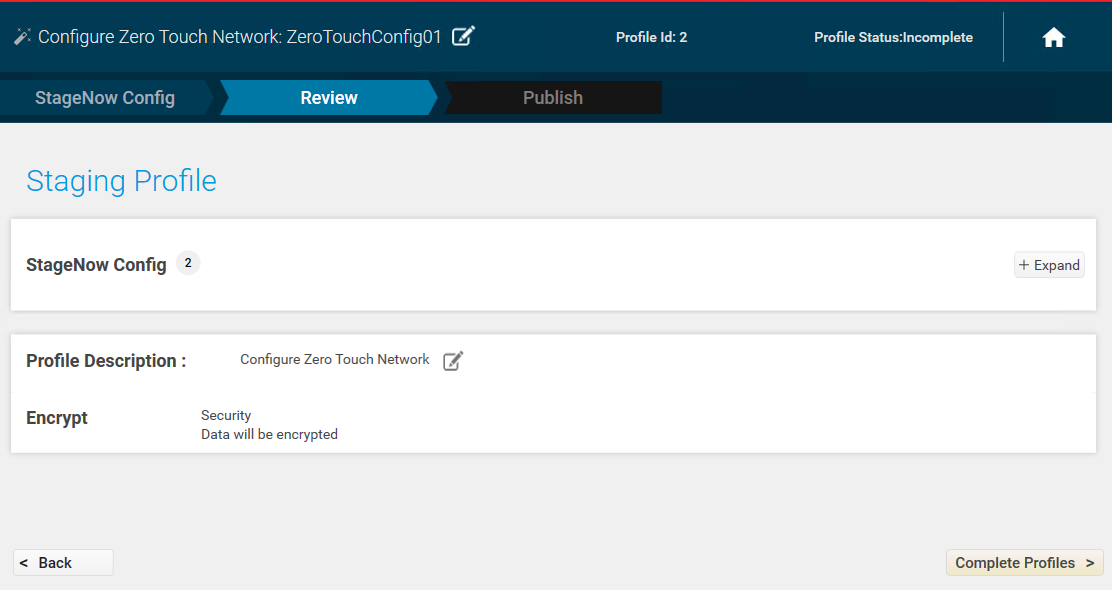 Configure Zero Touch Network: ZeroTouchConfig01
Profile Id: 2
Profile Status:Incomplete
StageNow Config
Review
Publish
Staging Profile
StageNow Config 2
+ Expand
Profile Description :
Configure Zero Touch Network
Encrypt
Security
Data will be encrypted
< Back
Complete Profiles >